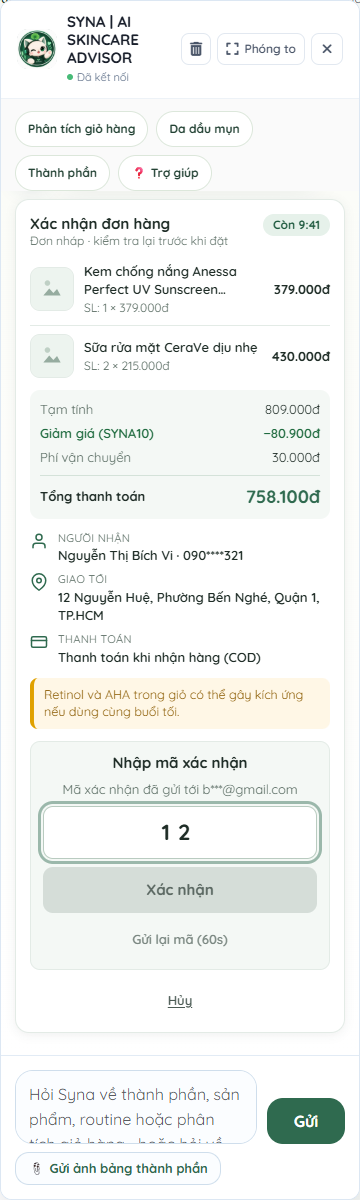 SYNA | AI
SKINCARE
ADVISOR
Đã kết nối
Phóng to
Phân tích giỏ hàng
Da dầu mụn
Thành phần
❓ Trợ giúp
Xác nhận đơn hàng
Còn 9:41
Đơn nháp · kiểm tra lại trước khi đặt
Kem chống nắng Anessa
Perfect UV Sunscreen...
379.000đ
SL: 1 × 379.000đ
Sữa rửa mặt CeraVe dịu nhẹ
430.000đ
SL: 2 × 215.000đ
Tạm tính 809.000đ
Giảm giá (SYNA10) −80.900đ
Phí vận chuyển 30.000đ
Tổng thanh toán 758.100đ
NGƯỜI NHẬN
Nguyễn Thị Bích Vi · 090****321
GIAO TỚI
12 Nguyễn Huệ, Phường Bến Nghé, Quận 1,
TP.HCM
THANH TOÁN
Thanh toán khi nhận hàng (COD)
Retinol và AHA trong giỏ có thể gây kích ứng
nếu dùng cùng buổi tối.
Nhập mã xác nhận
Mã xác nhận đã gửi tới b***@gmail.com
12
Xác nhận
Gửi lại mã (60s)
Hủy
Hỏi Syna về thành phần, sản
phẩm, routine hoặc phân
tích giỏ hàng, hoặc hỏi về
Gửi
Gửi ảnh bảng thành phần